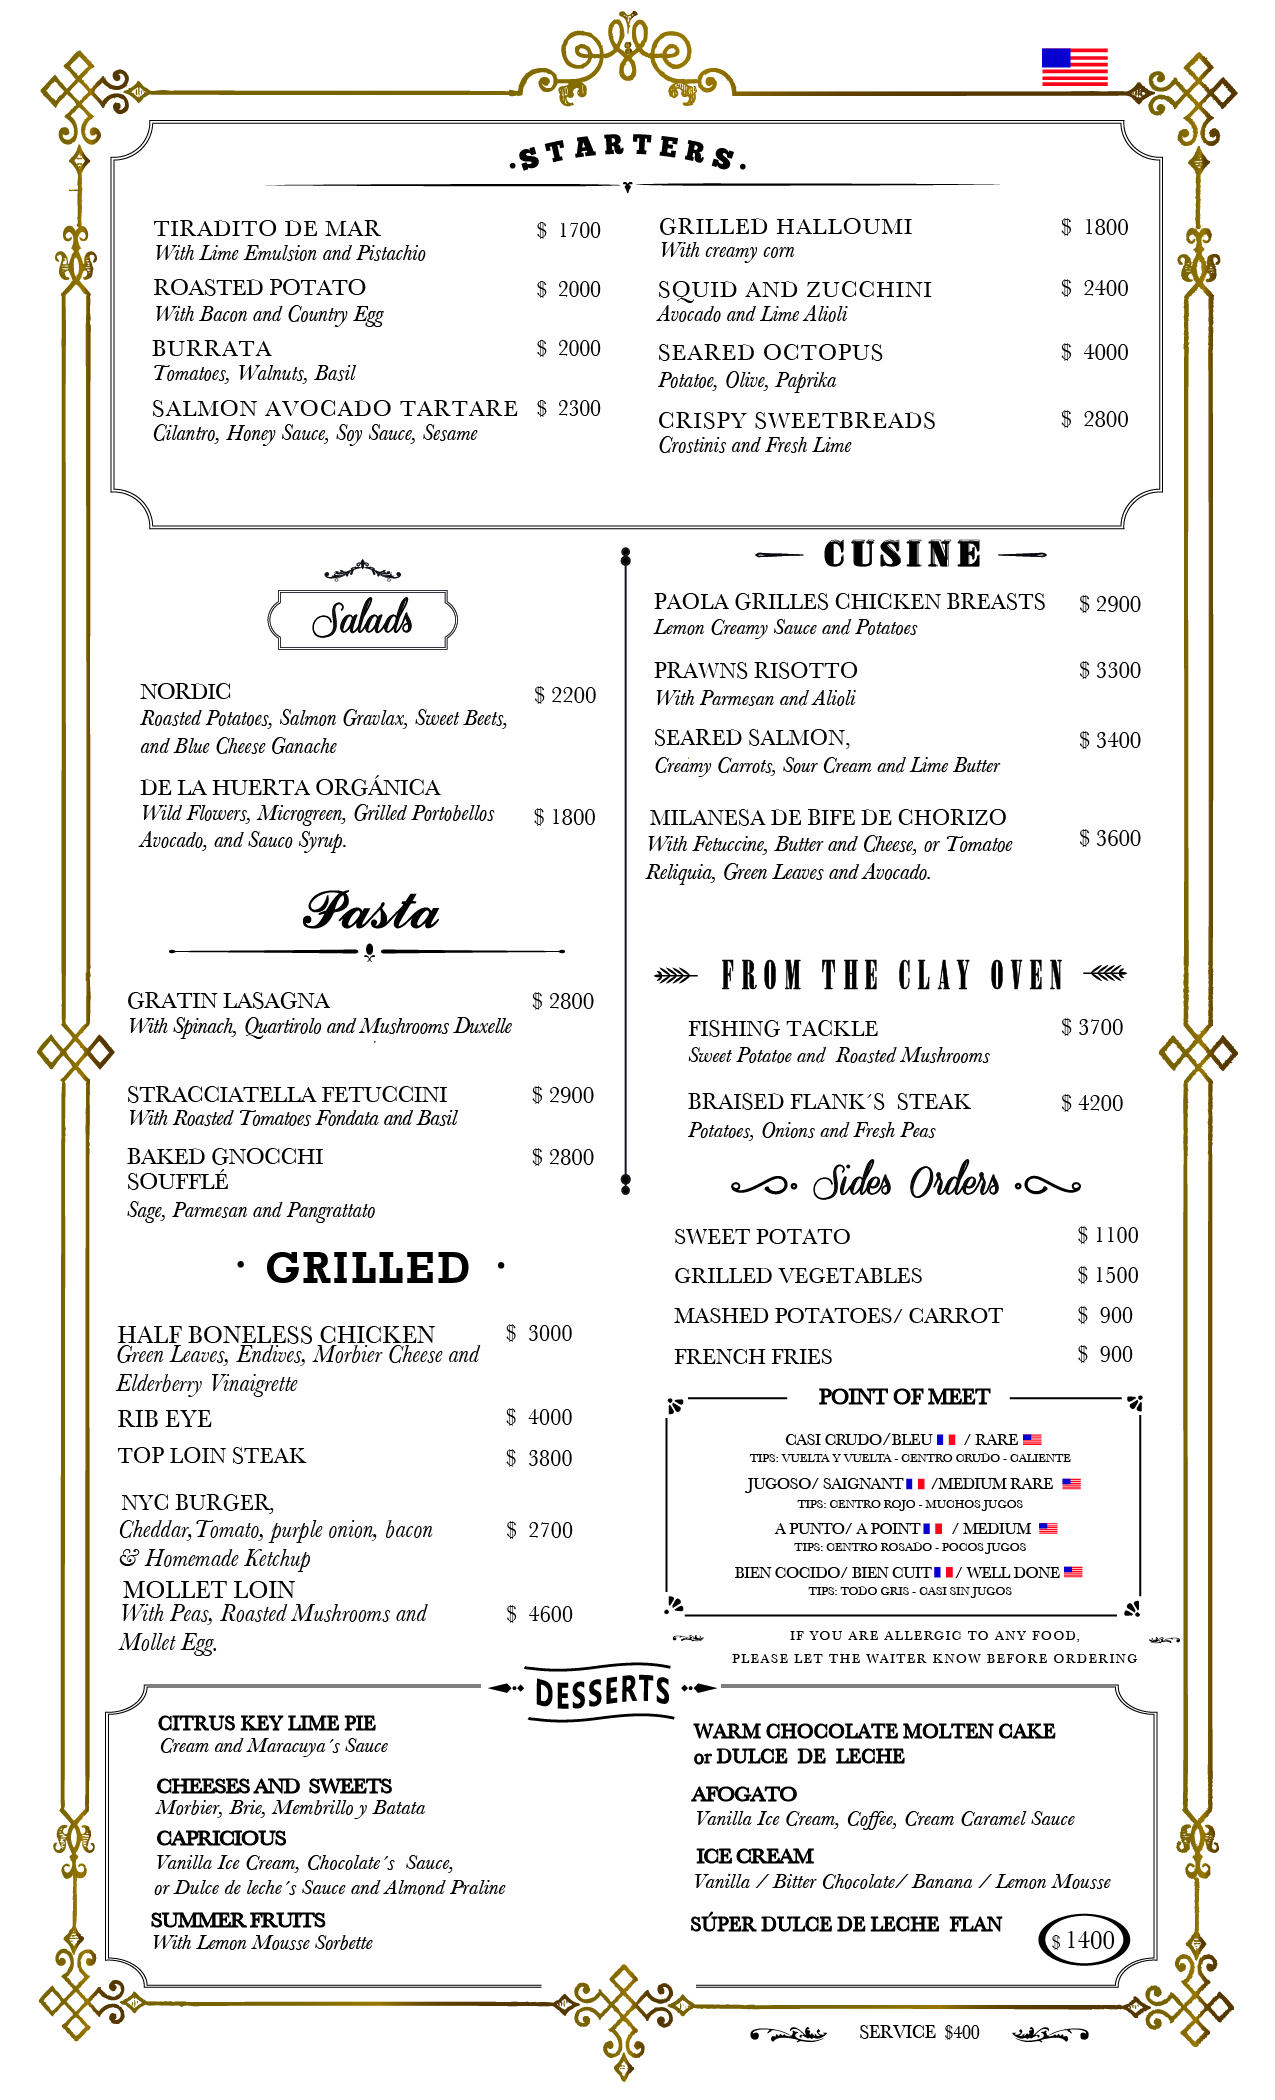 .STARTERS.
TIRADITO DE MAR $ 1700
With Lime Emulsion and Pistachio
ROASTED POTATO $ 2000
With Bacon and Country Egg
BURRATA $ 2000
Tomatoes, Walnuts, Basil
SALMON AVOCADO TARTARE $ 2300
Cilantro, Honey Sauce, Soy Sauce, Sesame
GRILLED HALLOUMI $ 1800
With creamy corn
SQUID AND ZUCCHINI $ 2400
Avocado and Lime Alioli
SEARED OCTOPUS $ 4000
Potatoe, Olive, Paprika
CRISPY SWEETBREADS $ 2800
Crostinis and Fresh Lime
Salads
NORDIC $ 2200
Roasted Potatoes, Salmon Gravlax, Sweet Beets,
and Blue Cheese Ganache
DE LA HUERTA ORGÁNICA
Wild Flowers, Microgreen, Grilled Portobellos $ 1800
Avocado, and Sauco Syrup.
Pasta
GRATIN LASAGNA $ 2800
With Spinach, Quartirolo and Mushrooms Duxelle
STRACCIATELLA FETUCCINI $ 2900
With Roasted Tomatoes Fondata and Basil
BAKED GNOCCHI $ 2800
SOUFFLÉ
Sage, Parmesan and Pangrattato
· GRILLED ·
HALF BONELESS CHICKEN $ 3000
Green Leaves, Endives, Morbier Cheese and
Elderberry Vinaigrette
RIB EYE $ 4000
TOP LOIN STEAK $ 3800
NYC BURGER,
Cheddar,Tomato, purple onion, bacon $ 2700
& Homemade Ketchup
MOLLET LOIN
With Peas, Roasted Mushrooms and $ 4600
Mollet Egg.
CUSINE
PAOLA GRILLES CHICKEN BREASTS $ 2900
Lemon Creamy Sauce and Potatoes
PRAWNS RISOTTO $ 3300
With Parmesan and Alioli
SEARED SALMON, $ 3400
Creamy Carrots, Sour Cream and Lime Butter
MILANESA DE BIFE DE CHORIZO
With Fetuccine, Butter and Cheese, or Tomatoe $ 3600
Reliquia, Green Leaves and Avocado.
FROM THE CLAY OVEN
FISHING TACKLE $ 3700
Sweet Potatoe and Roasted Mushrooms
BRAISED FLANK´S STEAK $ 4200
Potatoes, Onions and Fresh Peas
Sides Orders
SWEET POTATO $ 1100
GRILLED VEGETABLES $ 1500
MASHED POTATOES/ CARROT $ 900
FRENCH FRIES $ 900
POINT OF MEET
CASI CRUDO/BLEU / RARE
TIPS: VUELTA Y VUELTA - CENTRO CRUDO - CALIENTE
JUGOSO/ SAIGNANT /MEDIUM RARE
TIPS: CENTRO ROJO - MUCHOS JUGOS
A PUNTO/ A POINT / MEDIUM
TIPS: CENTRO ROSADO - POCOS JUGOS
BIEN COCIDO/ BIEN CUIT / WELL DONE
TIPS: TODO GRIS - CASI SIN JUGOS
IF YOU ARE ALLERGIC TO ANY FOOD,
PLEASE LET THE WAITER KNOW BEFORE ORDERING
DESSERTS
CITRUS KEY LIME PIE
Cream and Maracuya´s Sauce
CHEESES AND SWEETS
Morbier, Brie, Membrillo y Batata
CAPRICIOUS
Vanilla Ice Cream, Chocolate´s Sauce,
or Dulce de leche´s Sauce and Almond Praline
SUMMER FRUITS
With Lemon Mousse Sorbette
WARM CHOCOLATE MOLTEN CAKE
or DULCE DE LECHE
AFOGATO
Vanilla Ice Cream, Coffee, Cream Caramel Sauce
ICE CREAM
Vanilla / Bitter Chocolate/ Banana / Lemon Mousse
SÚPER DULCE DE LECHE FLAN
$ 1400
SERVICE $400